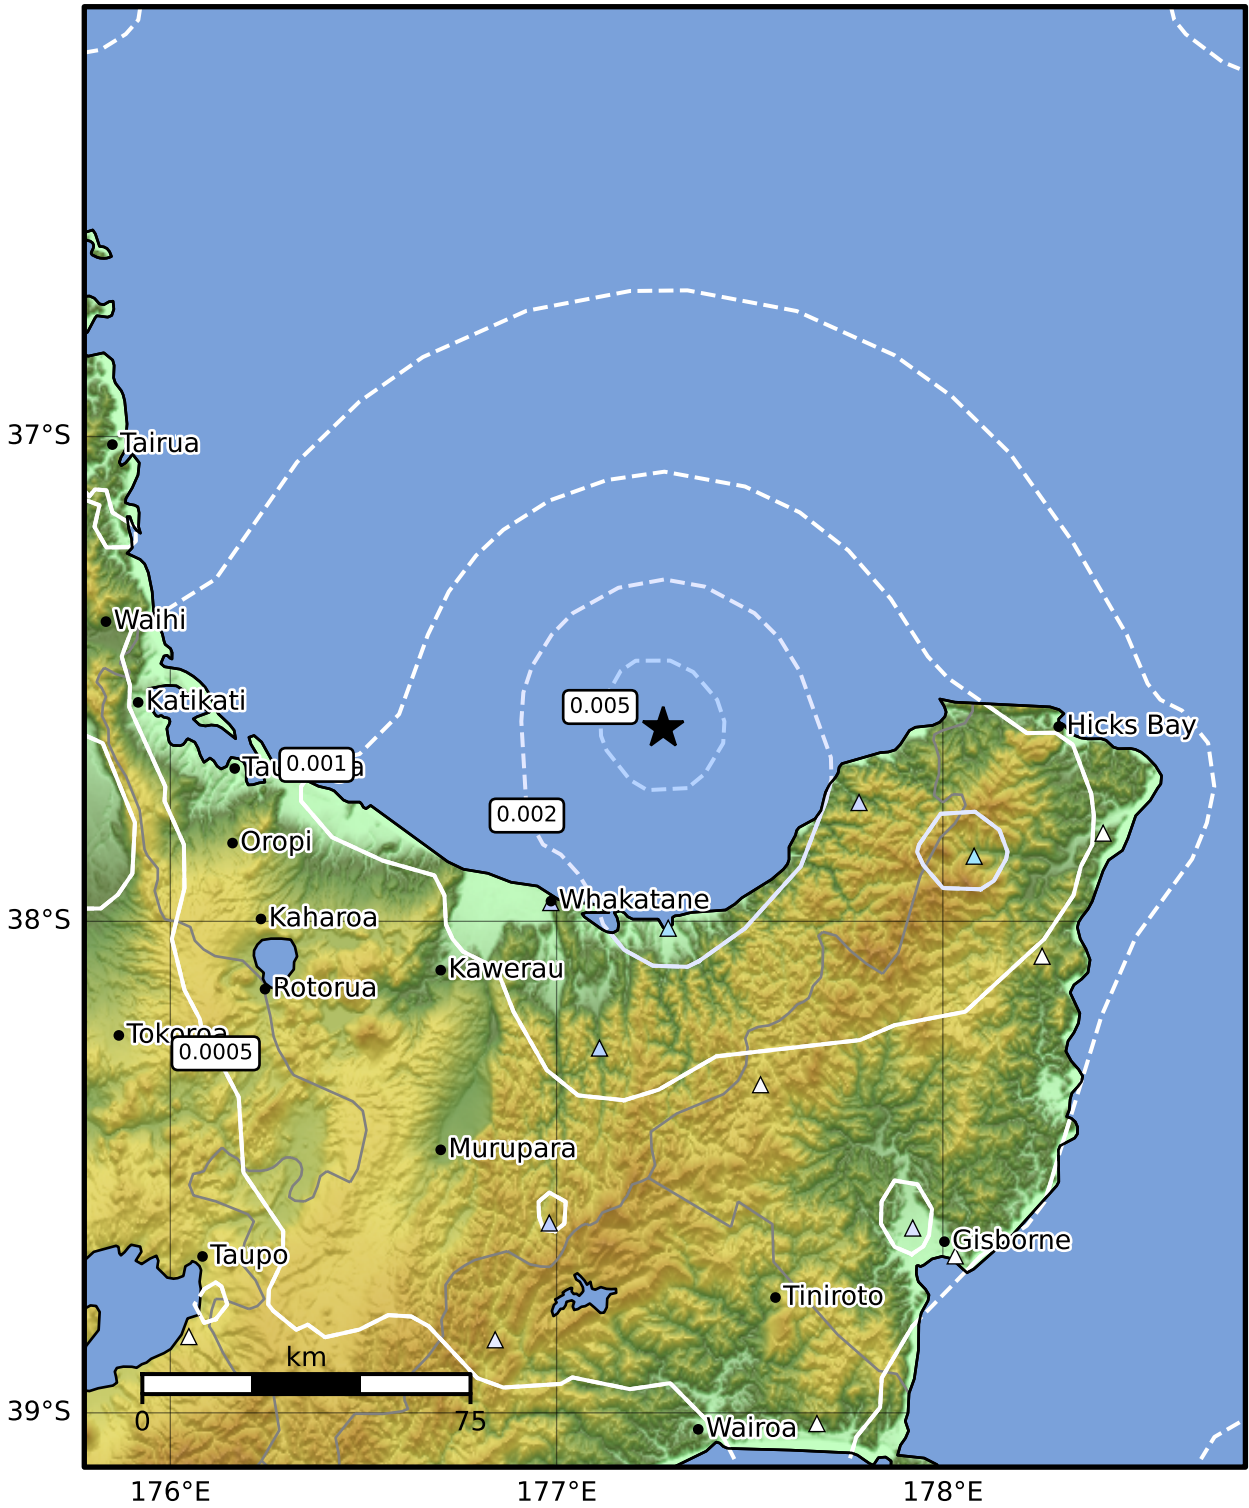 37°S
Tairua
Waihi
Katikati
0.005
Hicks Bay
0.001
0.002
Oropi
Whakatane
Kaharoa
38°S
Kawerau
Rotorua
Tokoroa
0.0005
Murupara
Gisborne
Taupo
Tiniroto
km
0
75
39°S
Wairoa
176°E
177°E
178°E